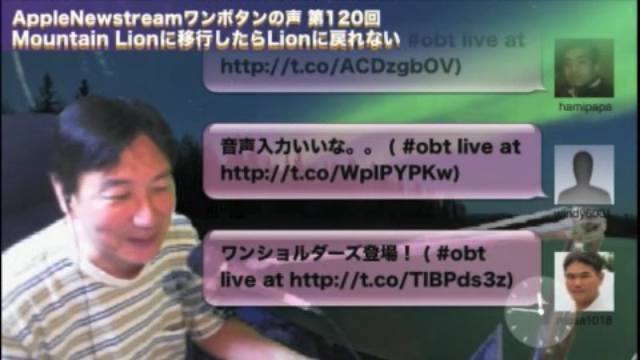 AppleNewstreamワンボタンの声 第120回
Mountain Lionに移行したらLionに戻れない
#obt live at
http://t.co/ACDzgbOV)
hamipapa
音声入力いいな。。 ( #obt live at
http://t.co/WplPYPKw)
windy6001
ワンショルダーズ登場！ ( #obt
live at http://t.co/TlBPds3z)